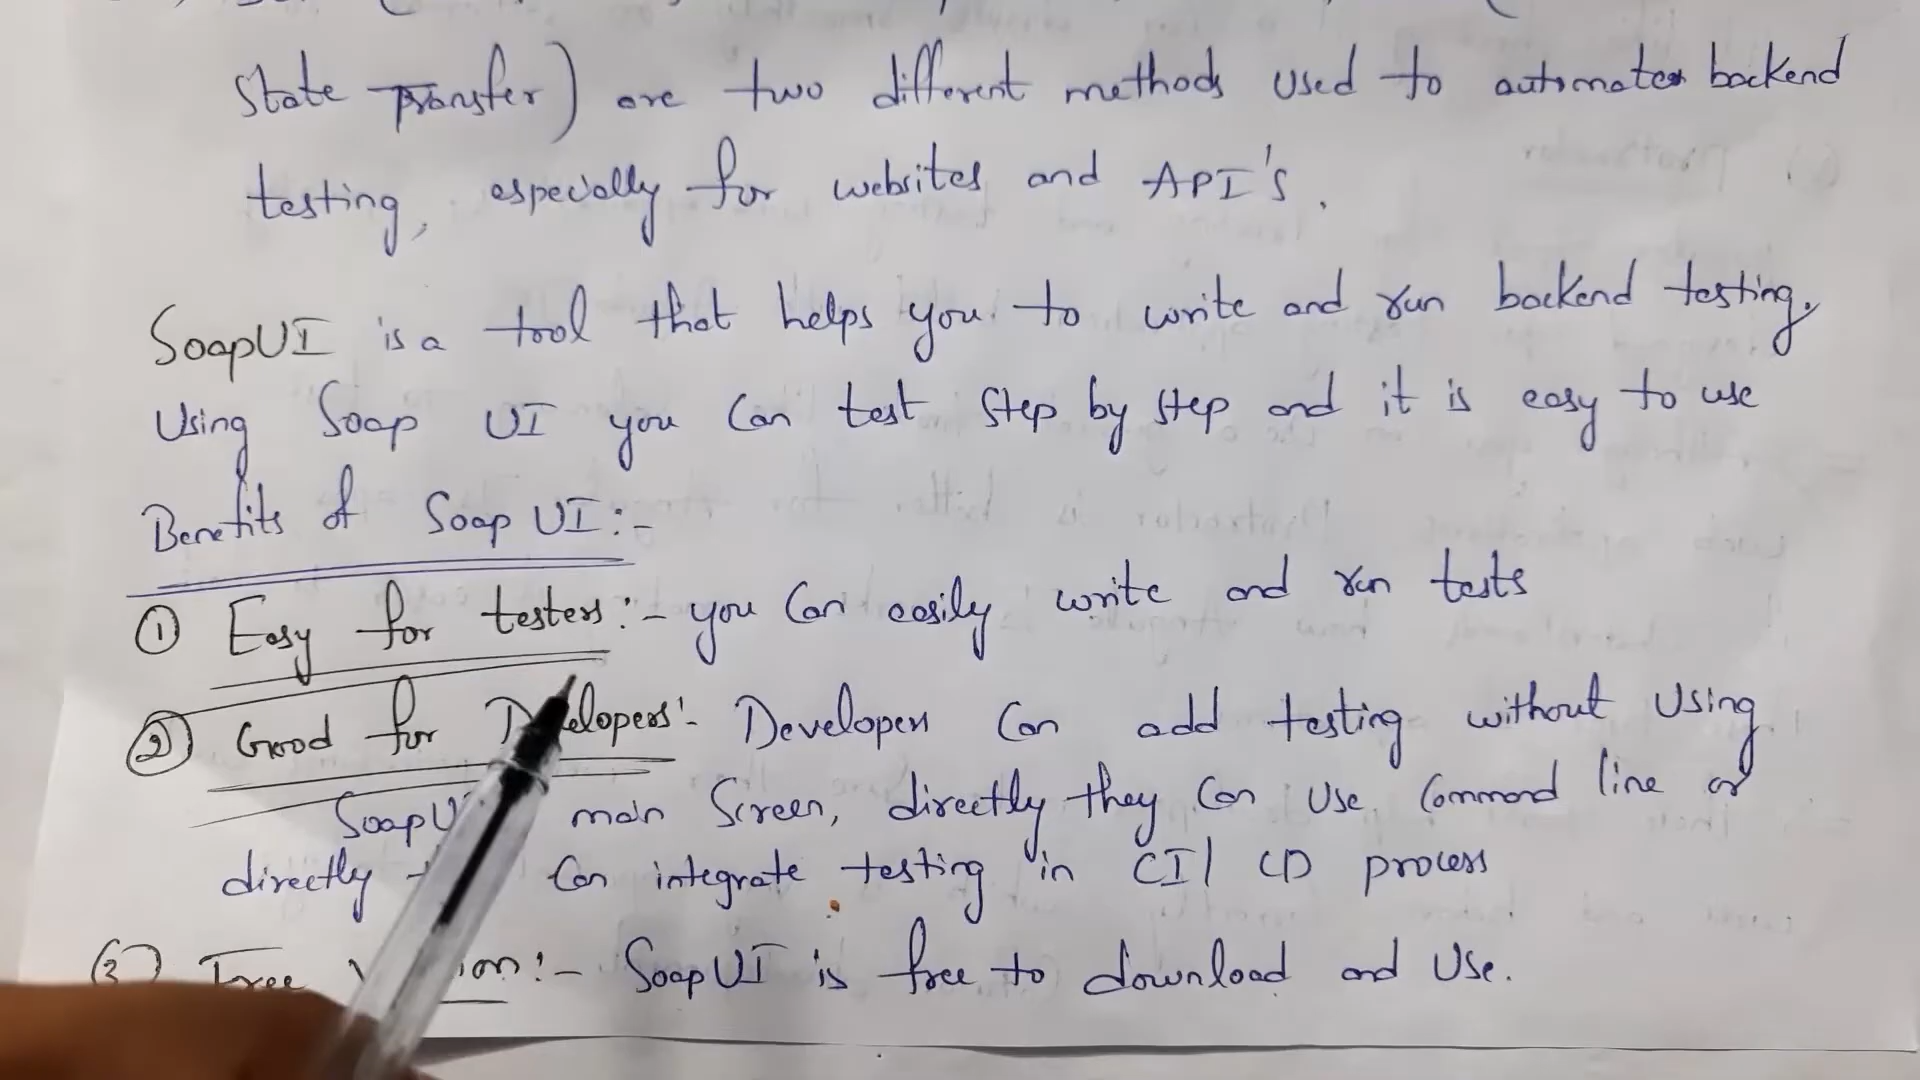 State Transfer) are two different methods used to automates backend
testing, especially for websites and API's.
SoapUI is a tool that helps you to write and run backend testing.
Using Soap UI you can test step by step and it is easy to use
Benefits of Soap UI:-
① Easy for testers:- you can easily write and run tests
② Good for Developers:- Developers can add testing without using
SoapUI main Screen, directly they can use command line or
directly can integrate testing in CI/CD process
③ Free :- SoapUI is free to download and use.